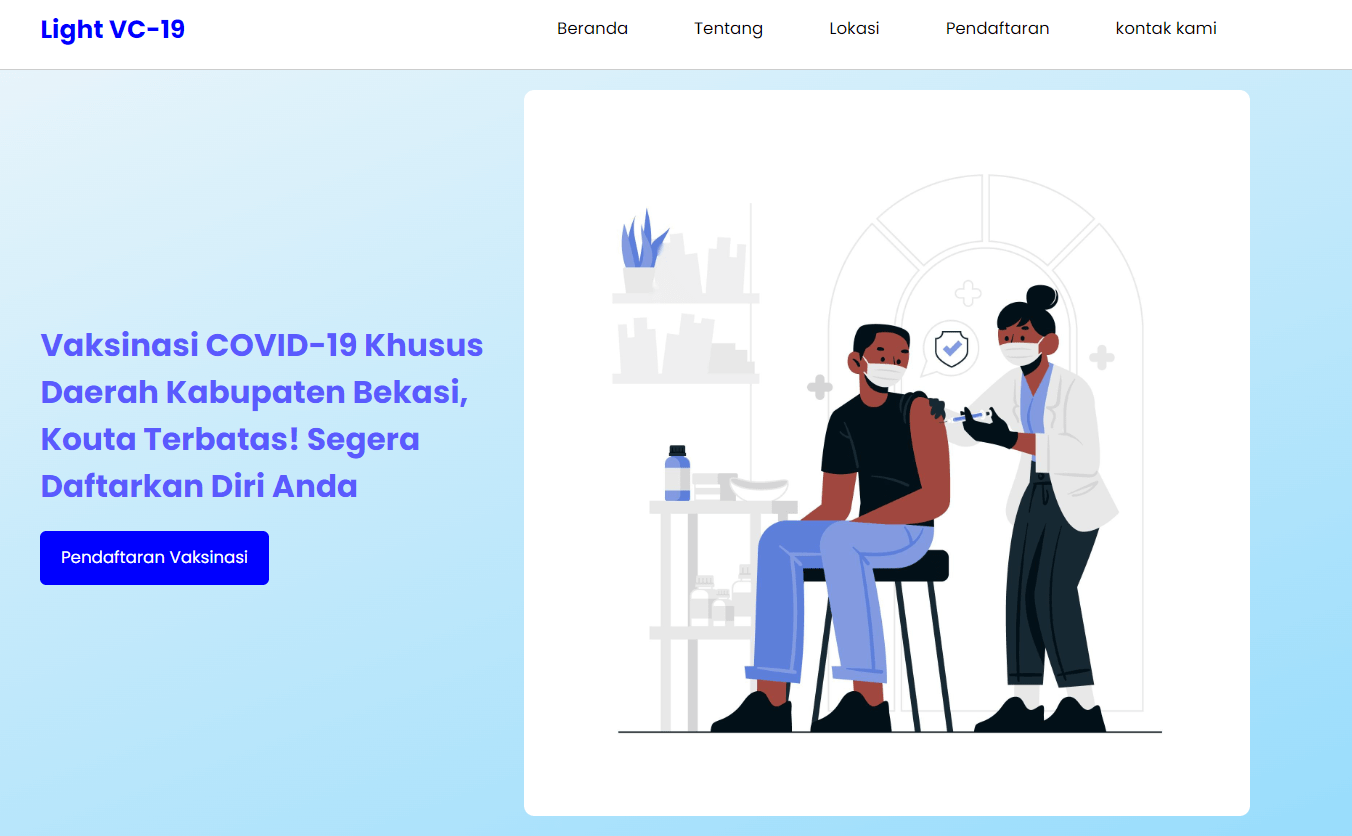 Light VC-19
Beranda
Tentang
Lokasi
Pendaftaran
kontak kami
Vaksinasi COVID-19 Khusus
Daerah Kabupaten Bekasi,
Kouta Terbatas! Segera
Daftarkan Diri Anda
Pendaftaran Vaksinasi